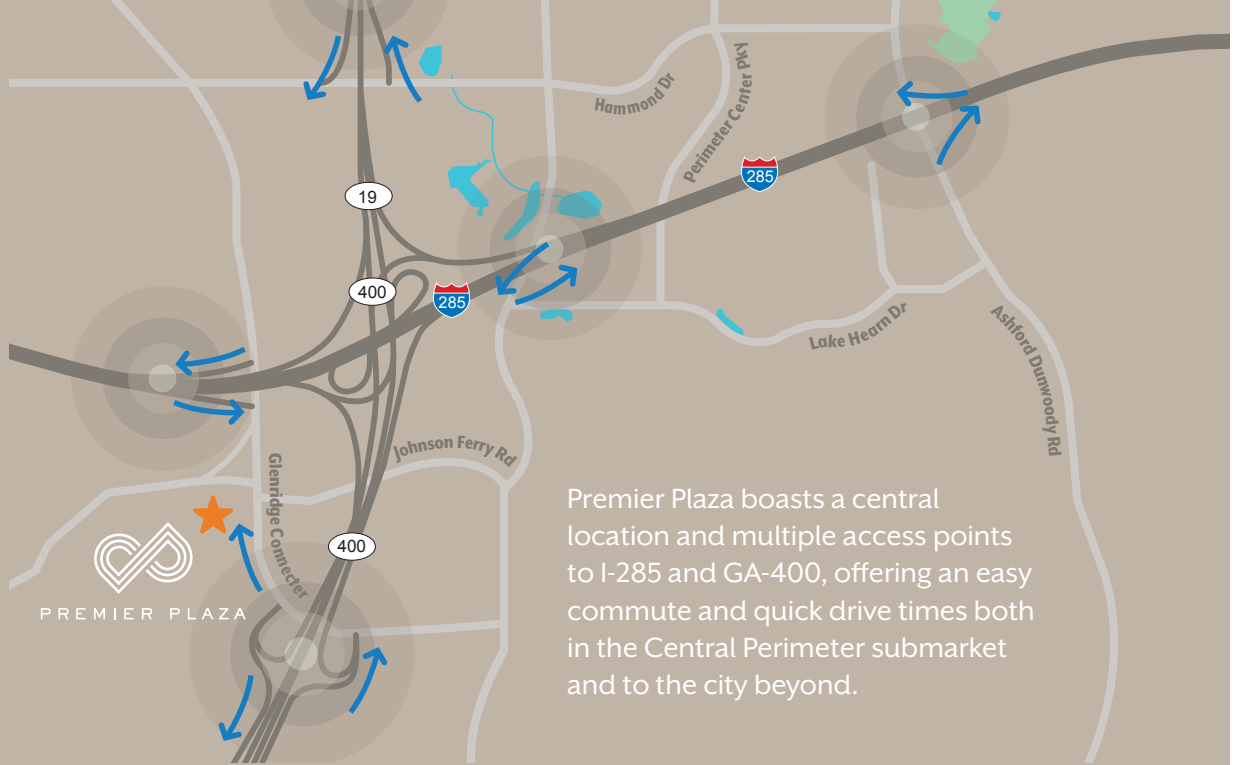 Hammond Dr
Perimeter Center Pky
285
19
400
285
Lake Hearn Dr
Ashford Dunwoody Rd
Johnson Ferry Rd
Glenridge Connecter
400
PREMIER PLAZA
Premier Plaza boasts a central
location and multiple access points
to I-285 and GA-400, offering an easy
commute and quick drive times both
in the Central Perimeter submarket
and to the city beyond.